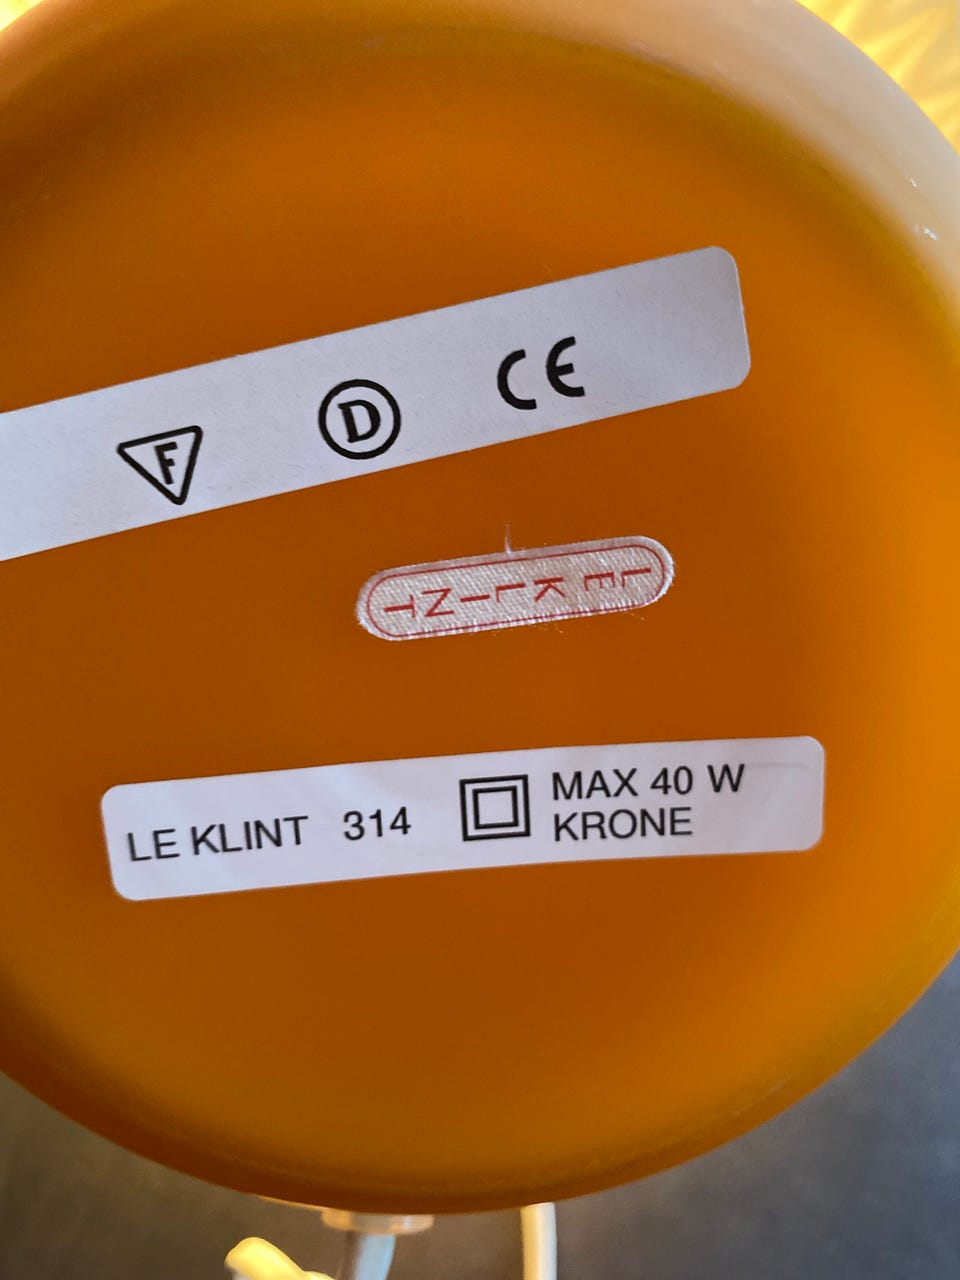 F D CE
LE KLINT
LE KLINT 314 MAX 40 W
KRONE